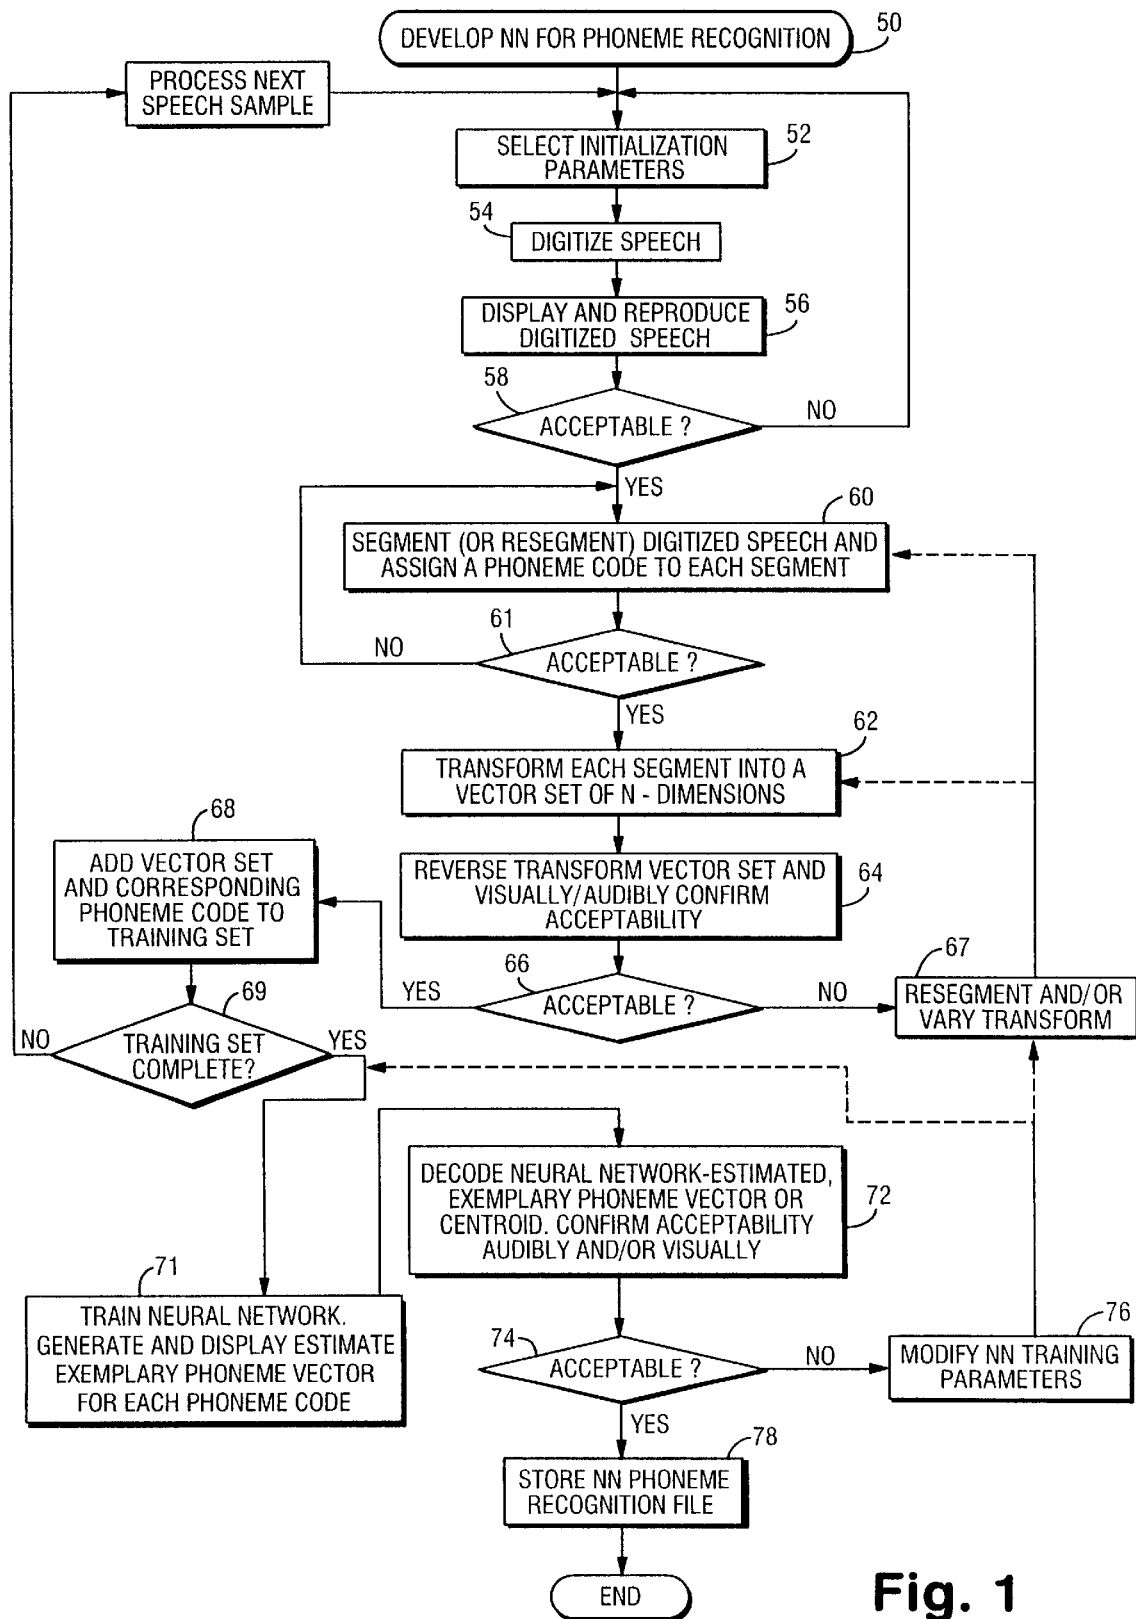 DEVELOP NN FOR PHONEME RECOGNITION
50
PROCESS NEXT
SPEECH SAMPLE
SELECT INITIALIZATION
PARAMETERS
52
54
DIGITIZE SPEECH
DISPLAY AND REPRODUCE
DIGITIZED SPEECH
56
58
ACCEPTABLE ?
NO
YES
60
SEGMENT (OR RESEGMENT) DIGITIZED SPEECH AND
ASSIGN A PHONEME CODE TO EACH SEGMENT
61
NO
ACCEPTABLE ?
YES
62
TRANSFORM EACH SEGMENT INTO A
VECTOR SET OF N - DIMENSIONS
68
ADD VECTOR SET
AND CORRESPONDING
PHONEME CODE TO
TRAINING SET
REVERSE TRANSFORM VECTOR SET AND
VISUALLY/AUDIBLY CONFIRM
ACCEPTABILITY
64
66
YES
ACCEPTABLE ?
NO
67
RESEGMENT AND/OR
VARY TRANSFORM
69
NO
TRAINING SET
COMPLETE?
YES
DECODE NEURAL NETWORK-ESTIMATED,
EXEMPLARY PHONEME VECTOR OR
CENTROID. CONFIRM ACCEPTABILITY
AUDIBLY AND/OR VISUALLY
72
71
TRAIN NEURAL NETWORK.
GENERATE AND DISPLAY ESTIMATE
EXEMPLARY PHONEME VECTOR
FOR EACH PHONEME CODE
74
ACCEPTABLE ?
NO
76
MODIFY NN TRAINING
PARAMETERS
YES
78
STORE NN PHONEME
RECOGNITION FILE
END
Fig. 1